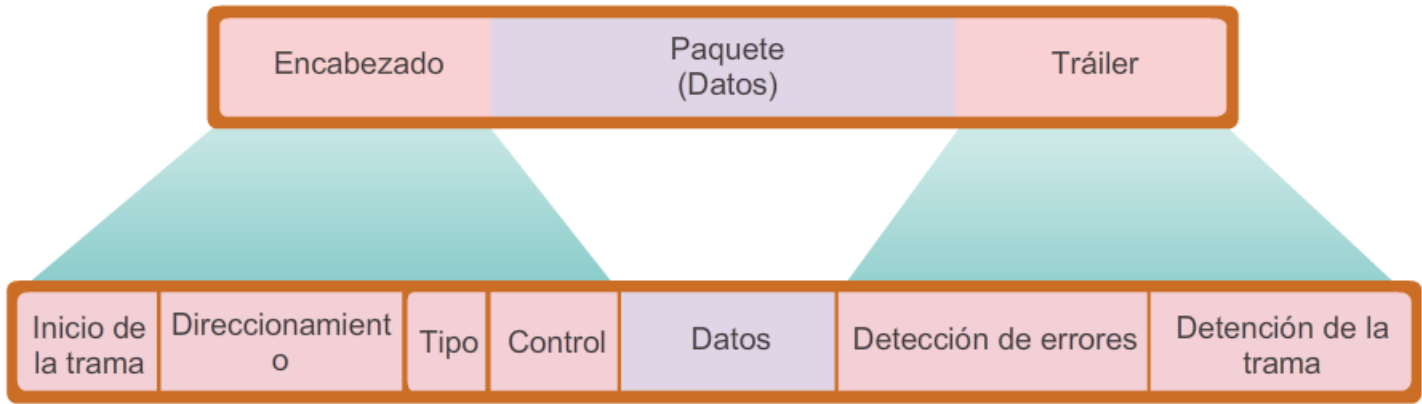 Encabezado
Paquete
(Datos)
Tráiler
Inicio de
la trama
Direccionamient
o
Tipo
Control
Datos
Detección de errores
Detención de la
trama